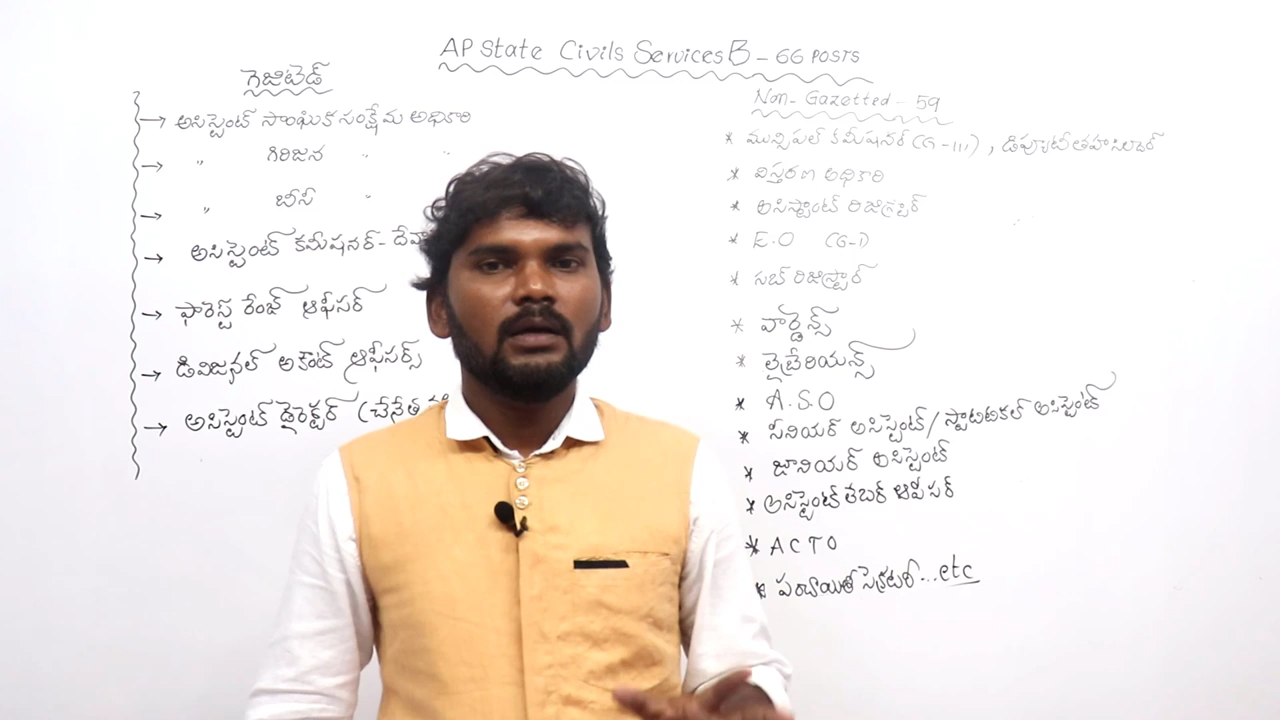 AP State Civils Services B - 66 POSTS
గెజిటెడ్
→ అసిస్టెంట్ సాంఘిక సంక్షేమ అధికారి
→ " గిరిజన " "
→ " బీసీ "
→ అసిస్టెంట్ కమీషనర్-
→ ఫారెస్ట్ రేంజ్ ఆఫీసర్
→ డివిజనల్ అకౌంట్ ఆఫీసర్స్
→ అసిస్టెంట్ డైరెక్టర్ (చేనేత
Non-Gazetted - 59
* మున్సిపల్ కమీషనర్ (G-III), డిప్యూటీ తహసిలదార్
* విస్తరణ అధికారి
* అసిస్టెంట్ రిజిస్ట్రర్
* E.O (G-I)
* సబ్ రిజిస్ట్రార్
* వార్డెన్స్
* లైబ్రేరియన్స్
* A.S.O
* సీనియర్ అసిస్టెంట్/ స్టాటిటికల్ అసిస్టెంట్
* జూనియర్ అసిస్టెంట్
* అసిస్టెంట్ లేబర్ ఆఫీసర్
* ACTO
* సెక్రటరీ...etc